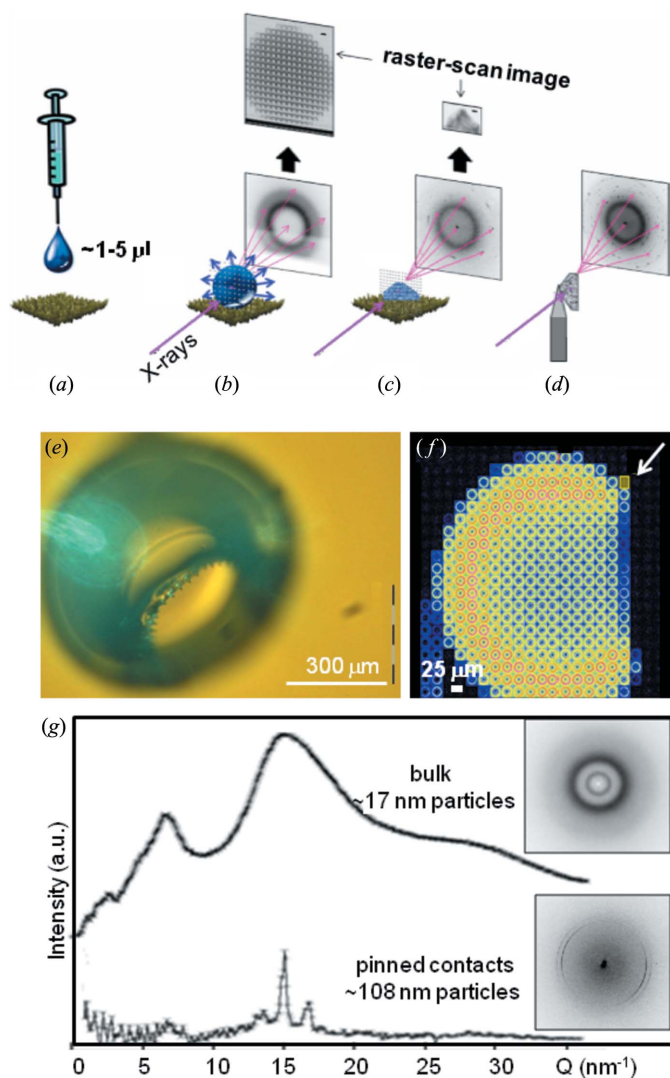 raster-scan image
~1-5 µl
X-rays
(a)
(b)
(c)
(d)
(e)
(f)
300 µm
25 µm
(g)
bulk
~17 nm particles
Intensity (a.u.)
pinned contacts
~108 nm particles
0 5 10 15 20 25 30 Q (nm⁻¹)